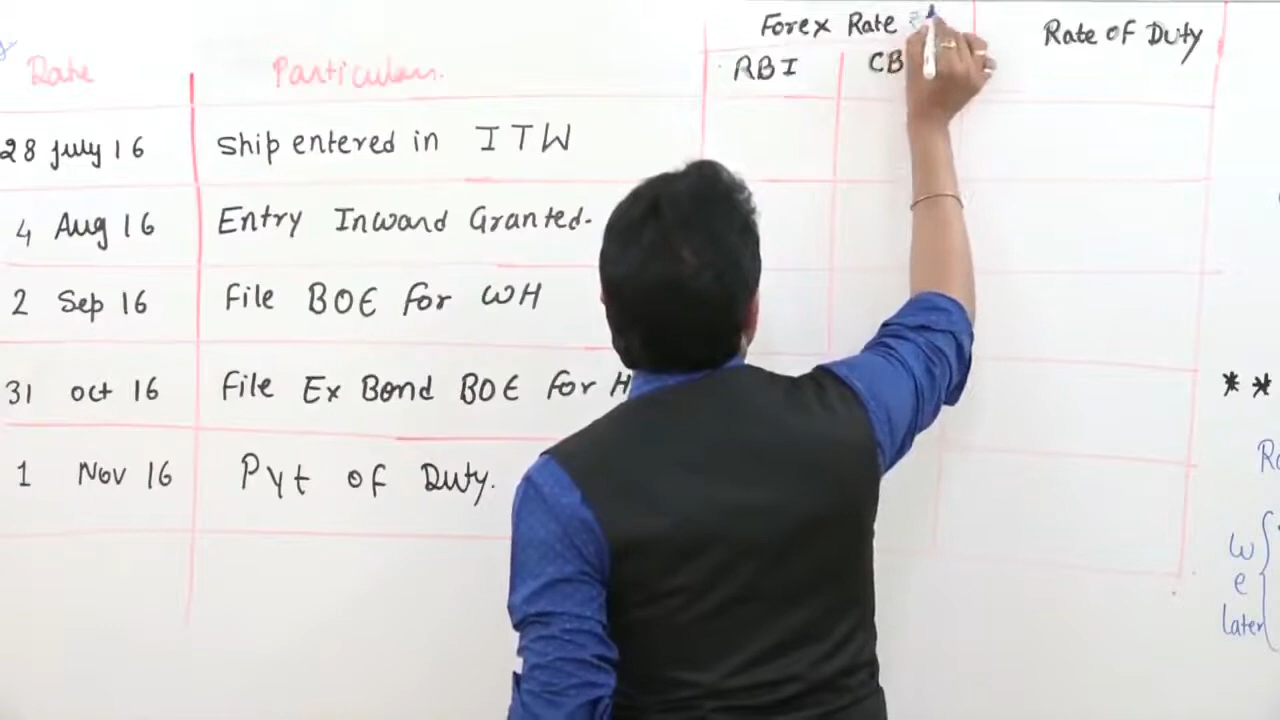 Forex Rate
Rate of Duty
Rate Particulars.
RBI CB
28 July 16 Ship entered in ITW
4 Aug 16 Entry Inward Granted.
2 Sep 16 File BOE for WH
31 oct 16 File Ex Bond BOE for H
1 Nov 16 Pyt of Duty.
**
W
e
later